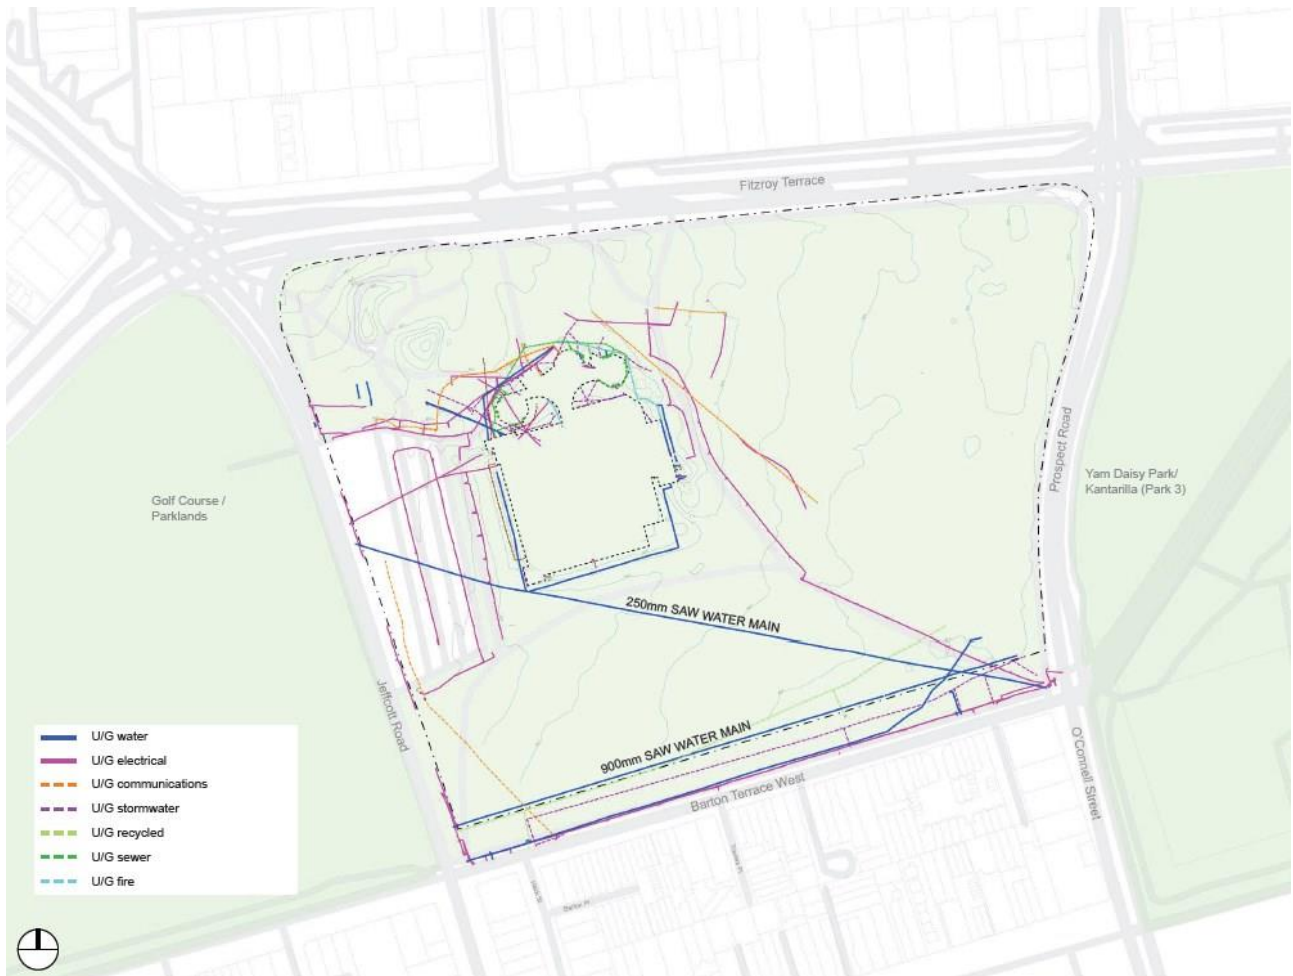 Fitzroy Terrace
Prospect Road
Yam Daisy Park/
Kantarilla (Park 3)
Golf Course /
Parklands
250mm SAW WATER MAIN
Jeffcott Road
900mm SAW WATER MAIN
Barton Terrace West
O'Connell Street
U/G water
U/G electrical
U/G communications
U/G stormwater
U/G recycled
U/G sewer
U/G fire